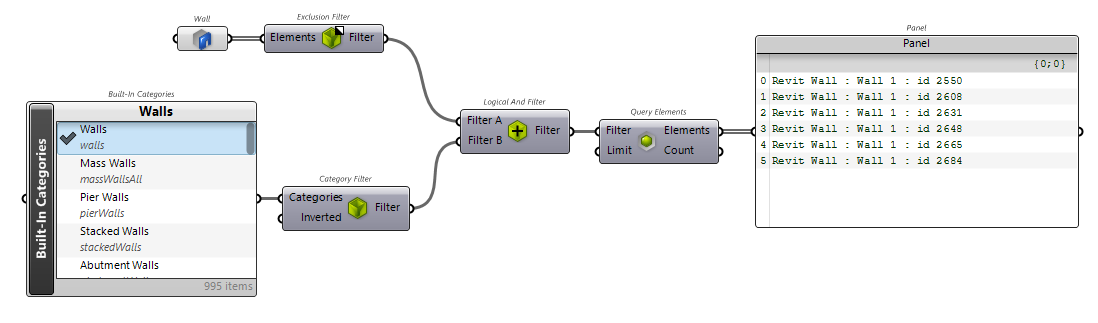 Wall
Exclusion Filter
Elements Filter
Built-In Categories
Built-In Categories
Walls
Walls
walls
Mass Walls
massWallsAll
Pier Walls
pierWalls
Stacked Walls
stackedWalls
Abutment Walls
995 items
Category Filter
Categories
Inverted
Filter
Logical And Filter
Filter A
Filter B
Filter
Query Elements
Filter Elements
Limit Count
Panel
Panel
{0;0}
0 Revit Wall : Wall 1 : id 2550
1 Revit Wall : Wall 1 : id 2608
2 Revit Wall : Wall 1 : id 2631
3 Revit Wall : Wall 1 : id 2648
4 Revit Wall : Wall 1 : id 2665
5 Revit Wall : Wall 1 : id 2684